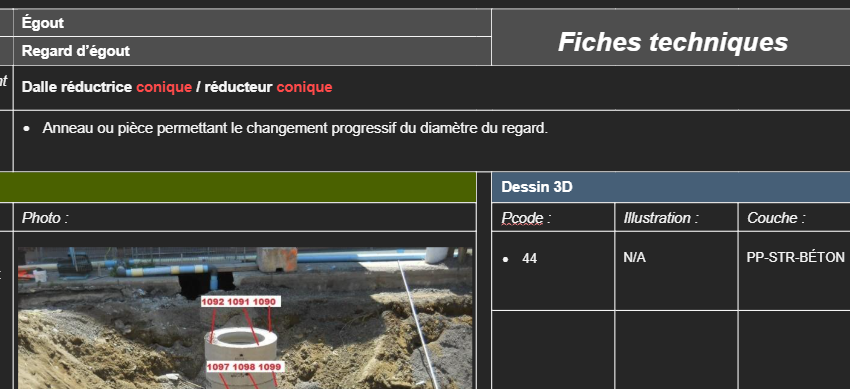 Égout
Fiches techniques
Regard d'égout
Dalle réductrice conique / réducteur conique
Anneau ou pièce permettant le changement progressif du diamètre du regard.
Dessin 3D
Photo :
Pcode :
Illustration :
Couche :
44
N/A
PP-STR-BÉTON
1092 1091 1090
1097 1098 1099